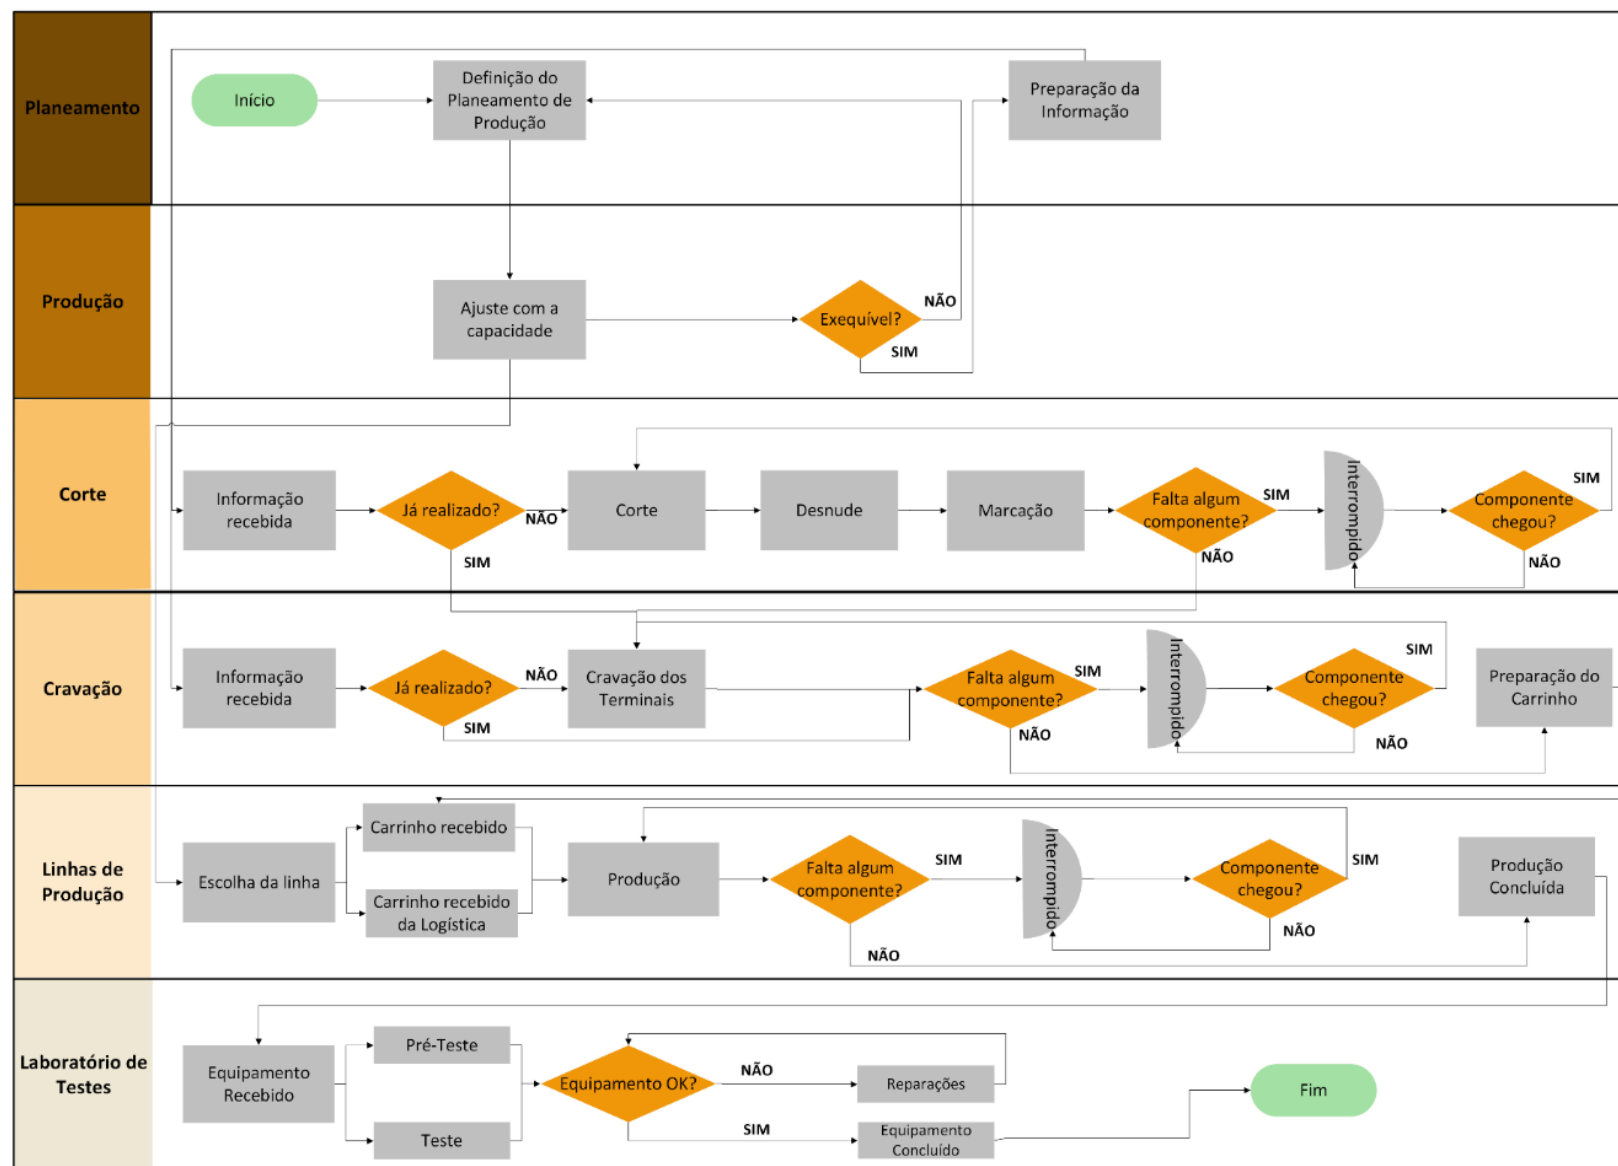 Planeamento
Início
Definição do
Planeamento de
Produção
Preparação da
Informação
Produção
Ajuste com a
capacidade
Exequível?
NÃO
SIM
Corte
Informação
recebida
Já realizado?
NÃO
SIM
Corte
Desnude
Marcação
Falta algum
componente?
SIM
NÃO
Interrompido
Componente
chegou?
SIM
NÃO
Cravação
Informação
recebida
Já realizado?
NÃO
SIM
Cravação dos
Terminais
Falta algum
componente?
SIM
NÃO
Interrompido
Componente
chegou?
SIM
NÃO
Preparação do
Carrinho
Linhas de
Produção
Escolha da linha
Carrinho recebido
Carrinho recebido
da Logística
Produção
Falta algum
componente?
SIM
NÃO
Interrompido
Componente
chegou?
SIM
NÃO
Produção
Concluída
Laboratório de
Testes
Equipamento
Recebido
Pré-Teste
Teste
Equipamento OK?
NÃO
SIM
Reparações
Equipamento
Concluído
Fim